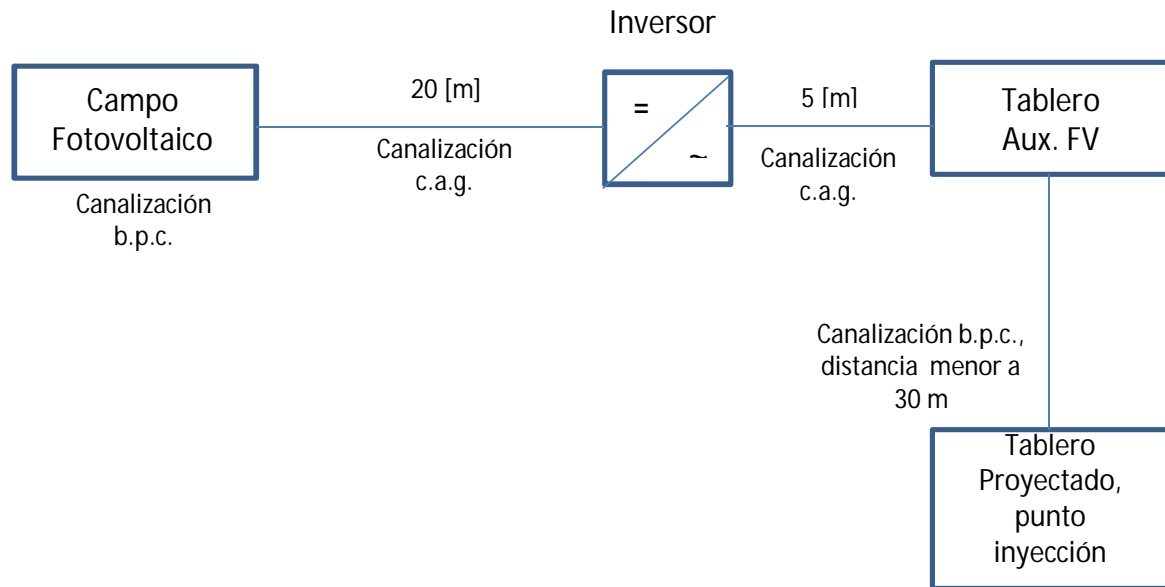 Inversor
Campo
Fotovoltaico
20 [m]
=
~
5 [m]
Tablero
Aux. FV
Canalización
c.a.g.
Canalización
c.a.g.
Canalización
b.p.c.
Canalización b.p.c.,
distancia menor a
30 m
Tablero
Proyectado,
punto
inyección